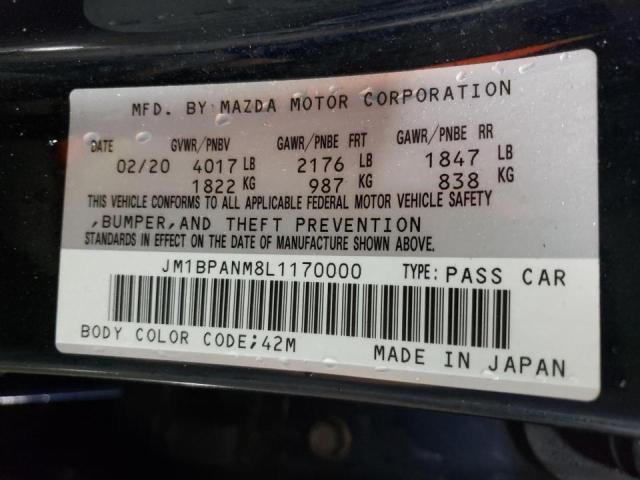 MFD. BY MAZDA MOTOR CORPORATION
DATE GVWR/PNBV GAWR/PNBE FRT GAWR/PNBE RR
02/20 4017 LB 2176 LB 1847 LB
1822 KG 987 KG 838 KG
THIS VEHICLE CONFORMS TO ALL APPLICABLE FEDERAL MOTOR VEHICLE SAFETY
,BUMPER,AND THEFT PREVENTION
STANDARDS IN EFFECT ON THE DATE OF MANUFACTURE SHOWN ABOVE.
JM1BPANM8L1170000 TYPE: PASS CAR
BODY COLOR CODE;42M
MADE IN JAPAN